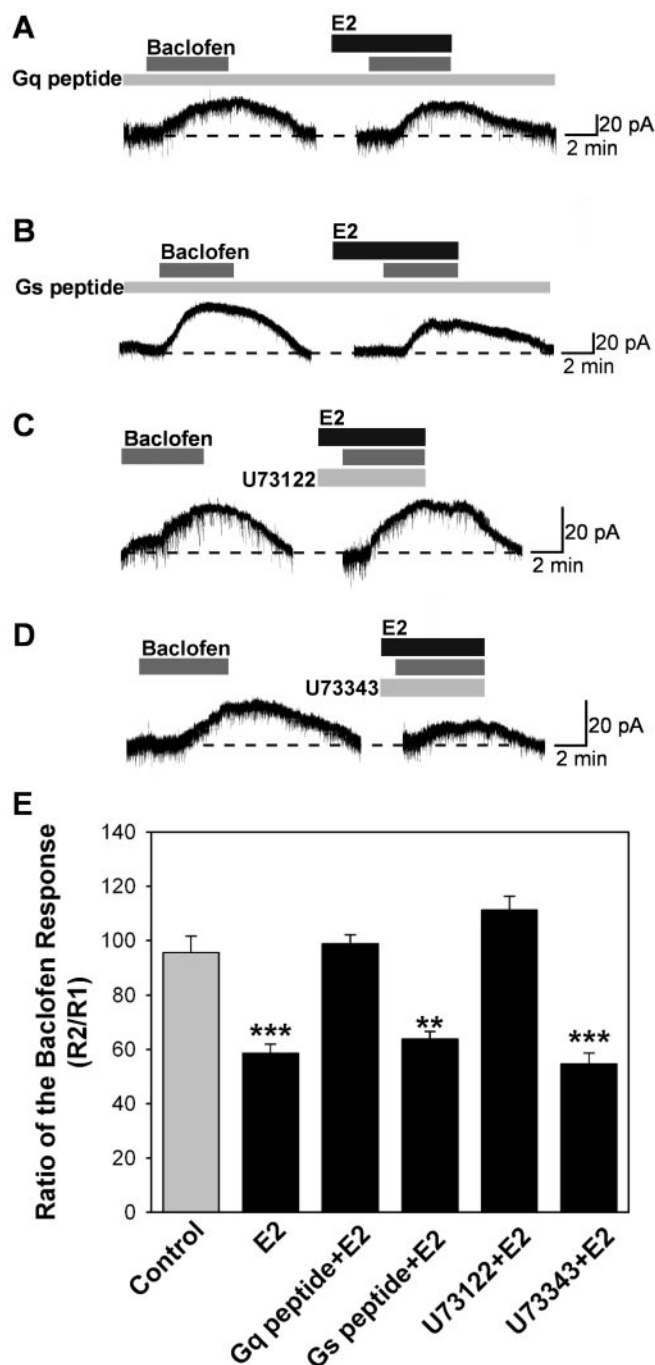 A
E2
Baclofen
Gq peptide
20 pA
2 min
B
E2
Baclofen
Gs peptide
20 pA
2 min
C
E2
Baclofen
U73122
20 pA
2 min
D
E2
Baclofen
U73343
20 pA
2 min
E
Ratio of the Baclofen Response
(R2/R1)
140
120
100
80
60
40
20
0
***
**
***
Control
E2
Gq peptide+E2
Gs peptide+E2
U73122+E2
U73343+E2